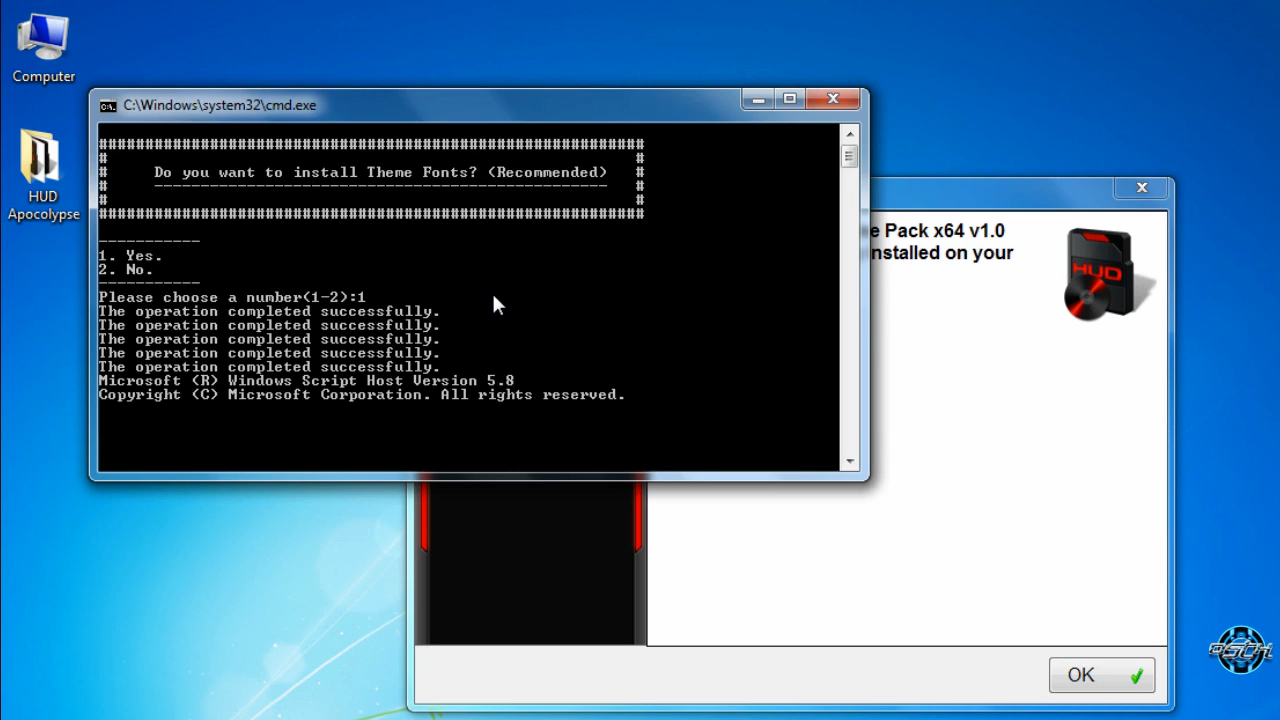 Computer
HUD
Apocolypse
C:\Windows\system32\cmd.exe
###########################################################
# #
# Do you want to install Theme Fonts? (Recommended) #
# ------------------------------------------------- #
# #
###########################################################
-----------
1. Yes.
2. No.
-----------
Please choose a number(1-2):1
The operation completed successfully.
The operation completed successfully.
The operation completed successfully.
The operation completed successfully.
The operation completed successfully.
Microsoft (R) Windows Script Host Version 5.8
Copyright (C) Microsoft Corporation. All rights reserved.
e Pack x64 v1.0
nstalled on your
HUD
OK